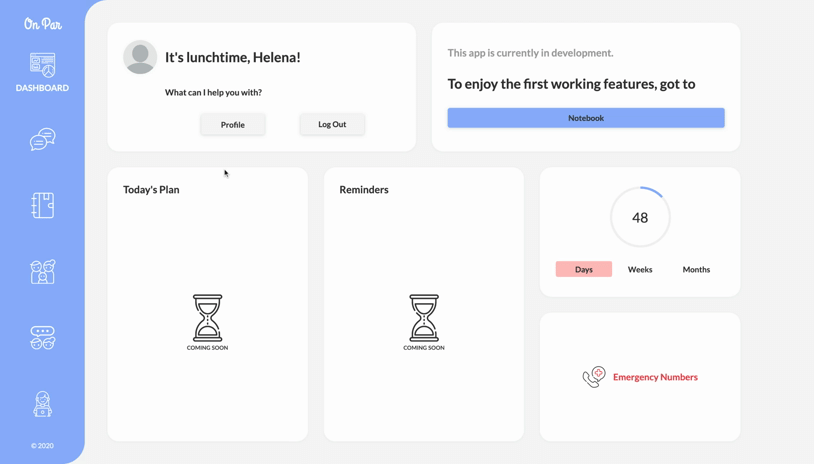 On Par
DASHBOARD
© 2020
It's lunchtime, Helena!
What can I help you with?
Profile
Log Out
This app is currently in development.
To enjoy the first working features, got to
Notebook
Today's Plan
COMING SOON
Reminders
COMING SOON
48
Days
Weeks
Months
Emergency Numbers